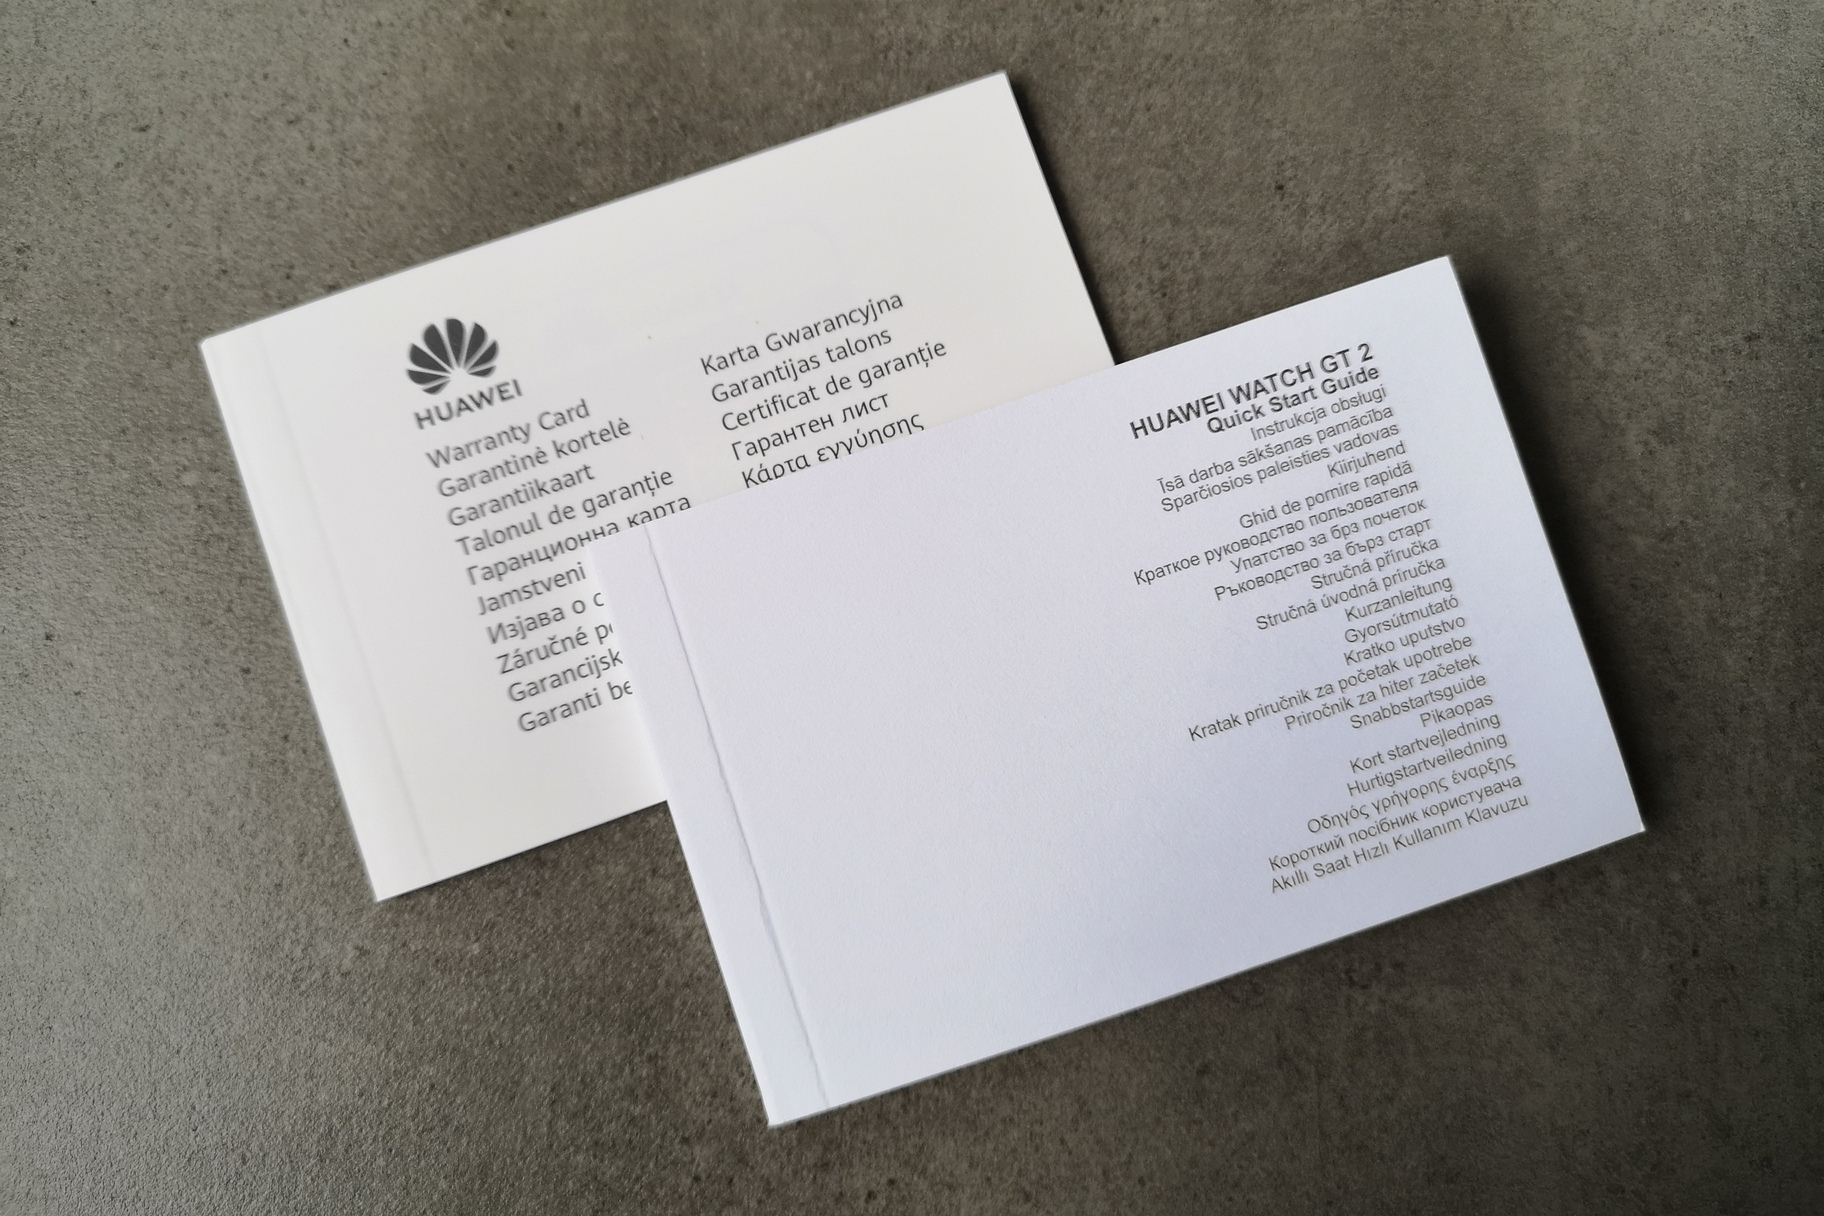 HUAWEI
Warranty Card
Garantinė kortelė
Garantiikaart
Talonul de garanție
Гаранционна карта
Jamstveni
Изјава о
Záručné
Garancijsk
Garanti
Karta Gwarancyjna
Garantijas talons
Certificat de garanție
Гарантен лист
Κάρτα εγγύησης
HUAWEI WATCH GT 2
Quick Start Guide
Instrukcja obsługi
Īsā darba sākšanas pamācība
Sparčiosios paleisties vadovas
Kiirjuhend
Ghid de pornire rapidă
Краткое руководство пользователя
Упатство за брз почеток
Ръководство за бърз старт
Stručná příručka
Stručná úvodná príručka
Kurzanleitung
Gyorsútmutató
Kratko uputstvo
Kratak priručnik za početak upotrebe
Priročnik za hiter začetek
Snabbstartsguide
Pikaopas
Kort startvejledning
Hurtigstartveiledning
Οδηγός γρήγορης έναρξης
Короткий посібник користувача
Akıllı Saat Hızlı Kullanım Klavuzu